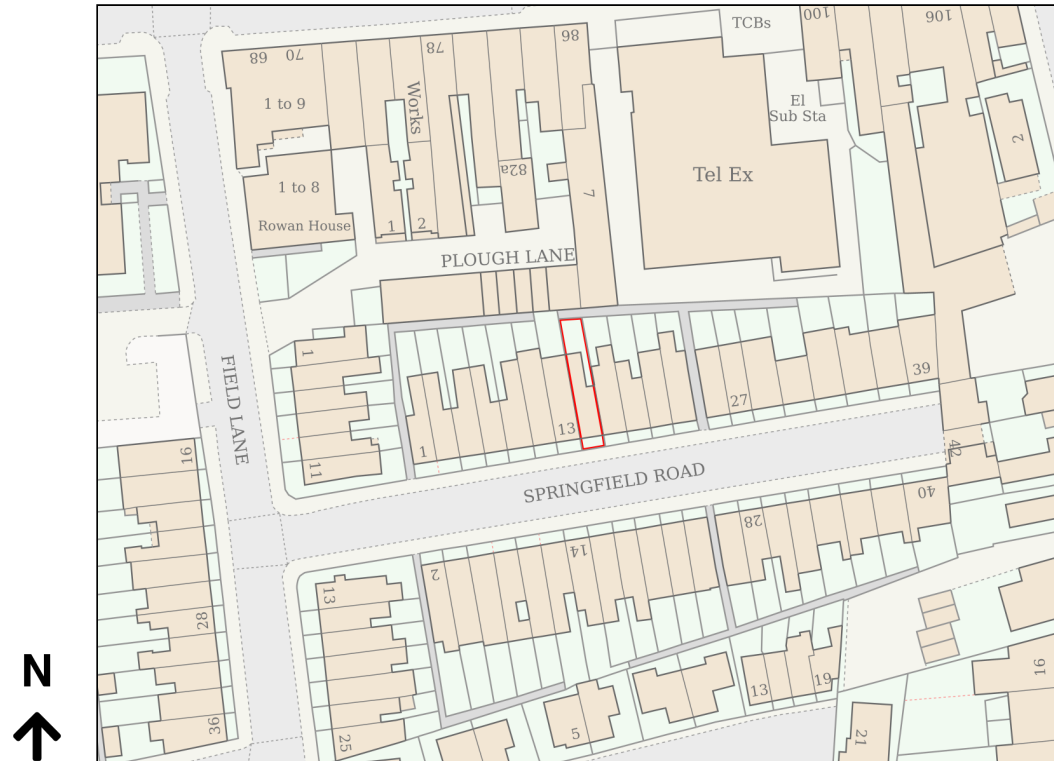 TCBs
100
106
68
70
78
86
1 to 9
Works
El
Sub Sta
2
82a
Tel Ex
1 to 8
7
Rowan House
1
2
PLOUGH LANE
1
FIELD LANE
39
27
13
1
11
16
SPRINGFIELD ROAD
42
40
28
14
2
13
28
16
13
19
36
25
5
21
N